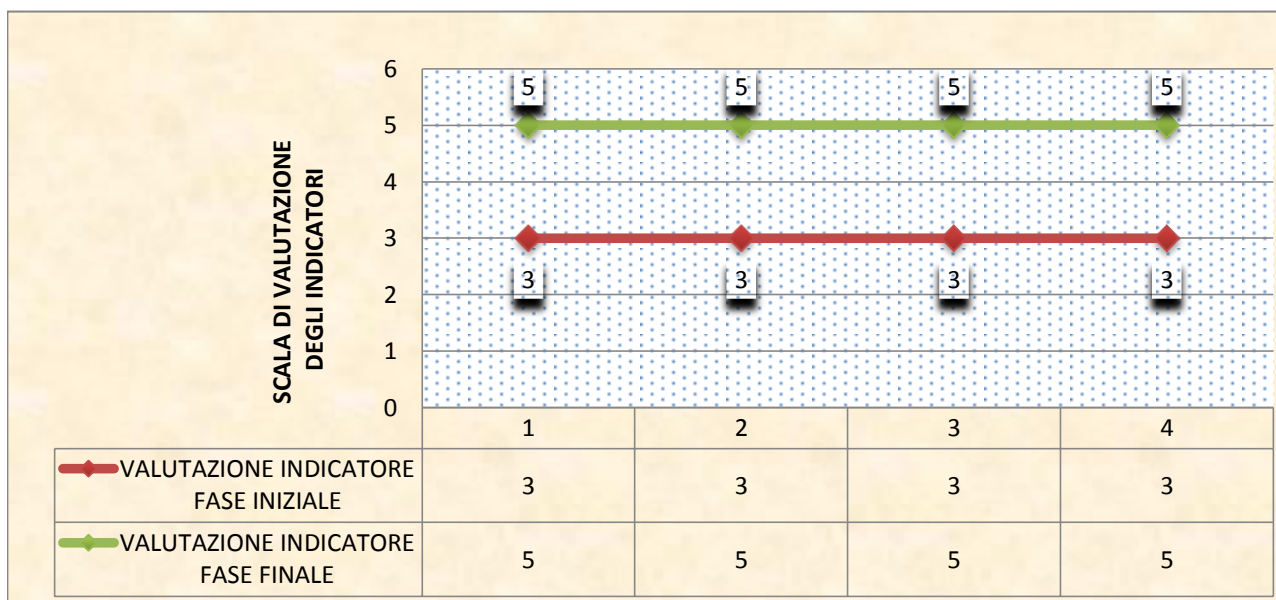 SCALA DI VALUTAZIONE
DEGLI INDICATORI
6
5
4
3
2
1
0
5 5 5 5
3 3 3 3
1 2 3 4
VALUTAZIONE INDICATORE
FASE INIZIALE
3 3 3 3
VALUTAZIONE INDICATORE
FASE FINALE
5 5 5 5